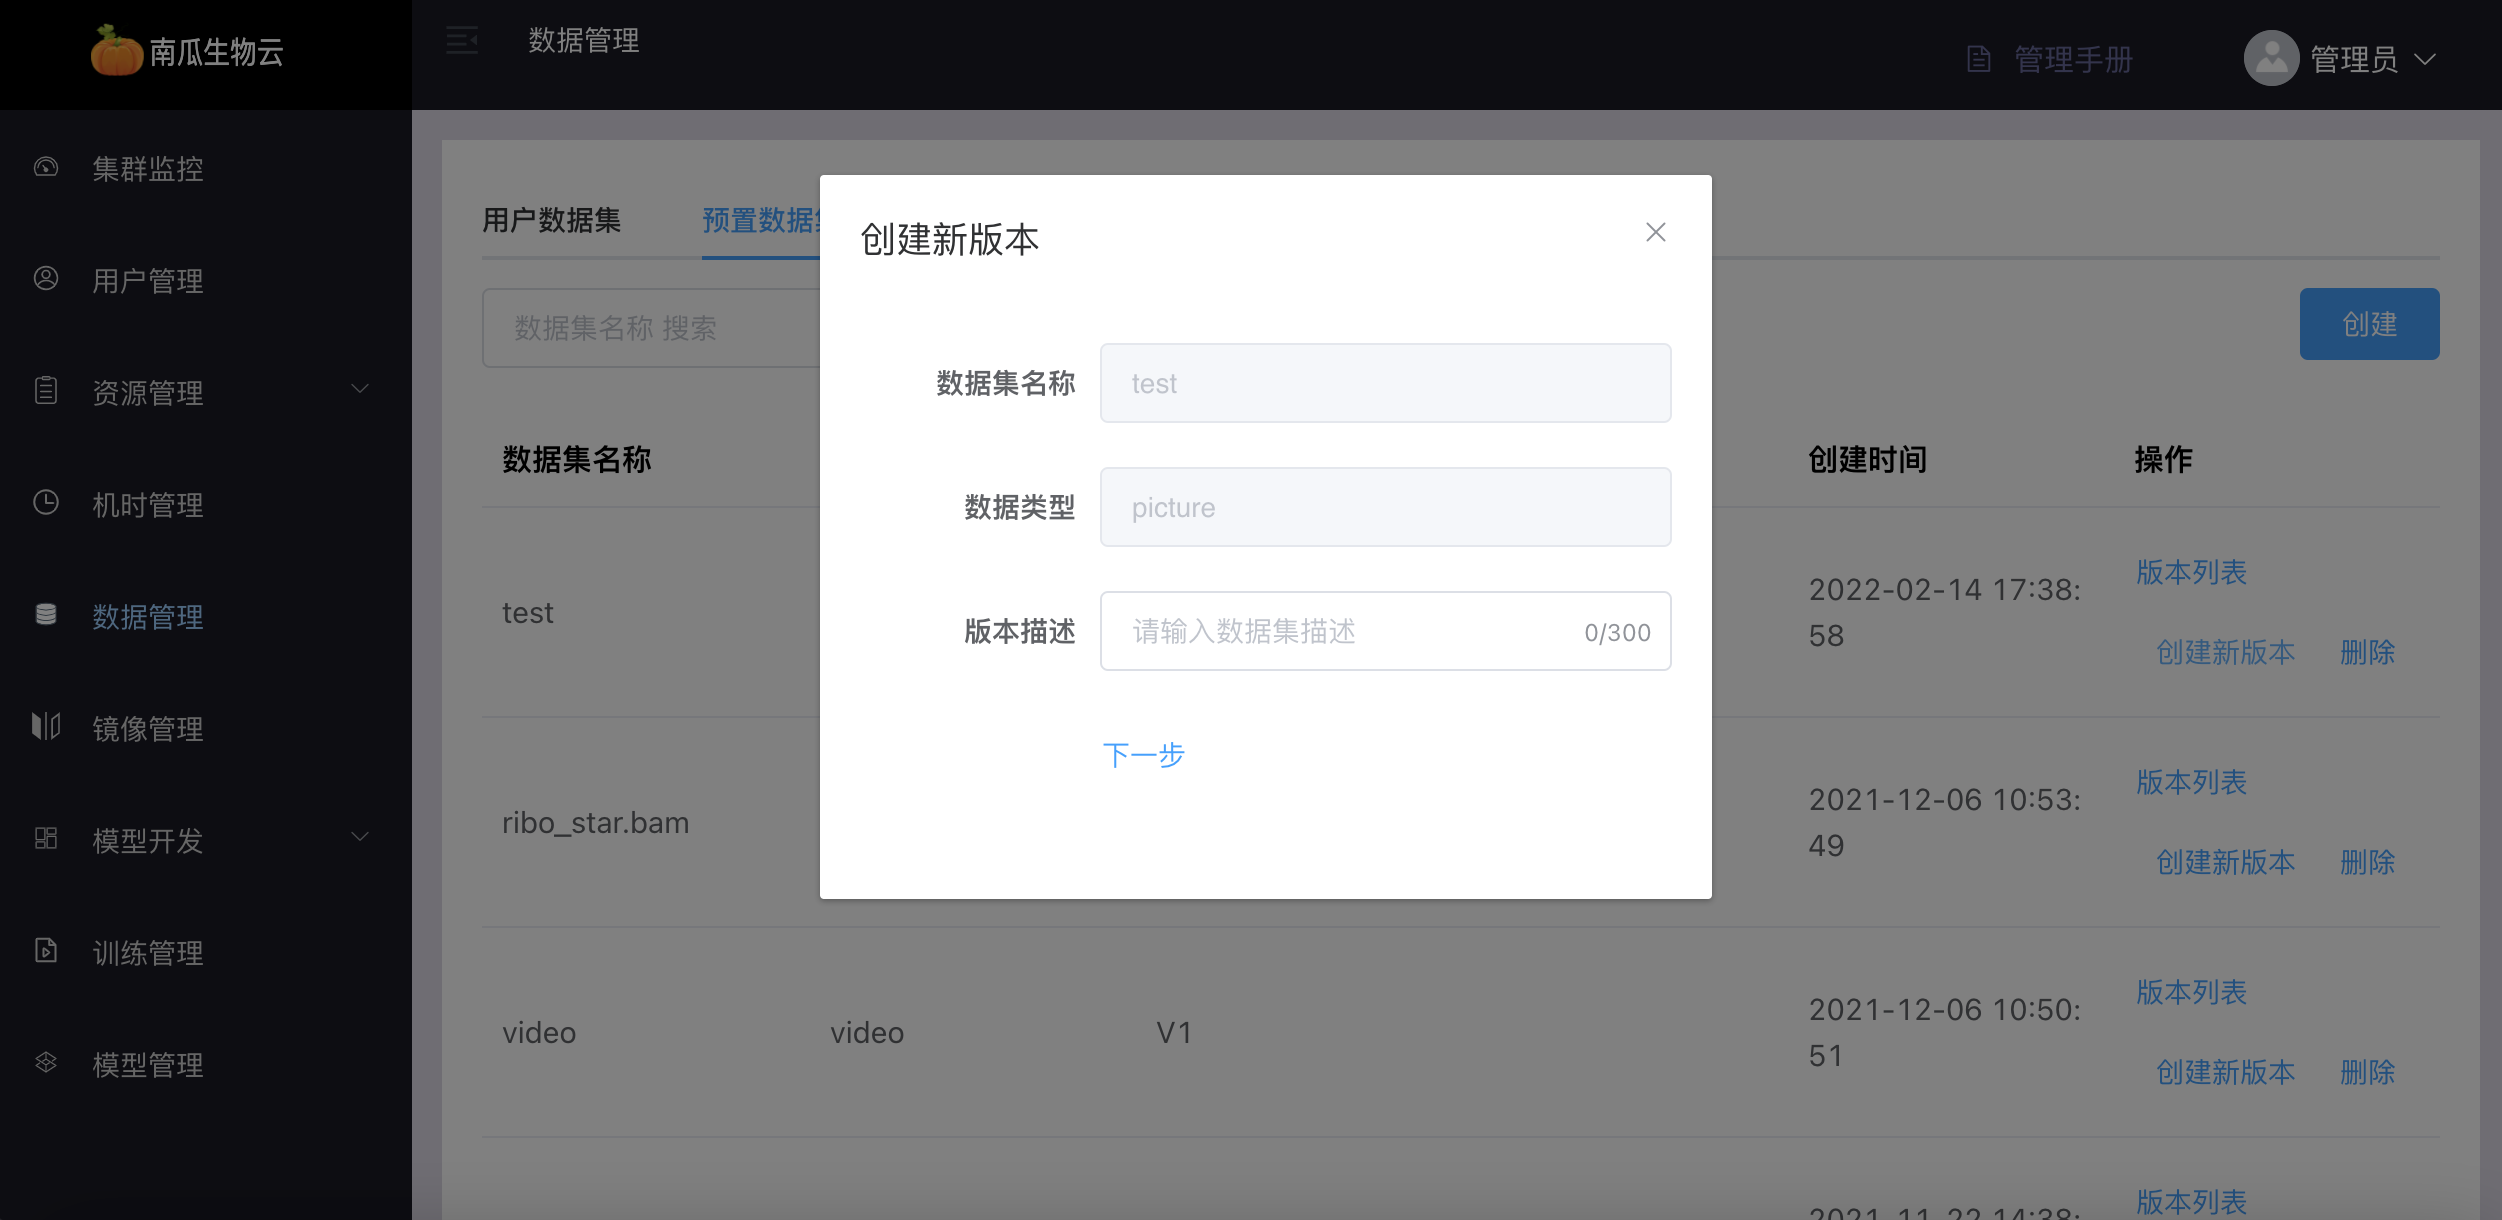 南瓜生物云
数据管理
管理手册
管理员
集群监控
用户管理
资源管理
机时管理
数据管理
镜像管理
模型开发
训练管理
模型管理
用户数据集
预置数据
数据集名称 搜索
创建
数据集名称
创建时间
操作
test
2022-02-14 17:38:
58
版本列表
创建新版本
删除
ribo_star.bam
2021-12-06 10:53:
49
版本列表
创建新版本
删除
video
video
V1
2021-12-06 10:50:
51
版本列表
创建新版本
删除
2021-11-22 14:38:
版本列表
创建新版本
数据集名称
test
数据类型
picture
版本描述
请输入数据集描述
0/300
下一步